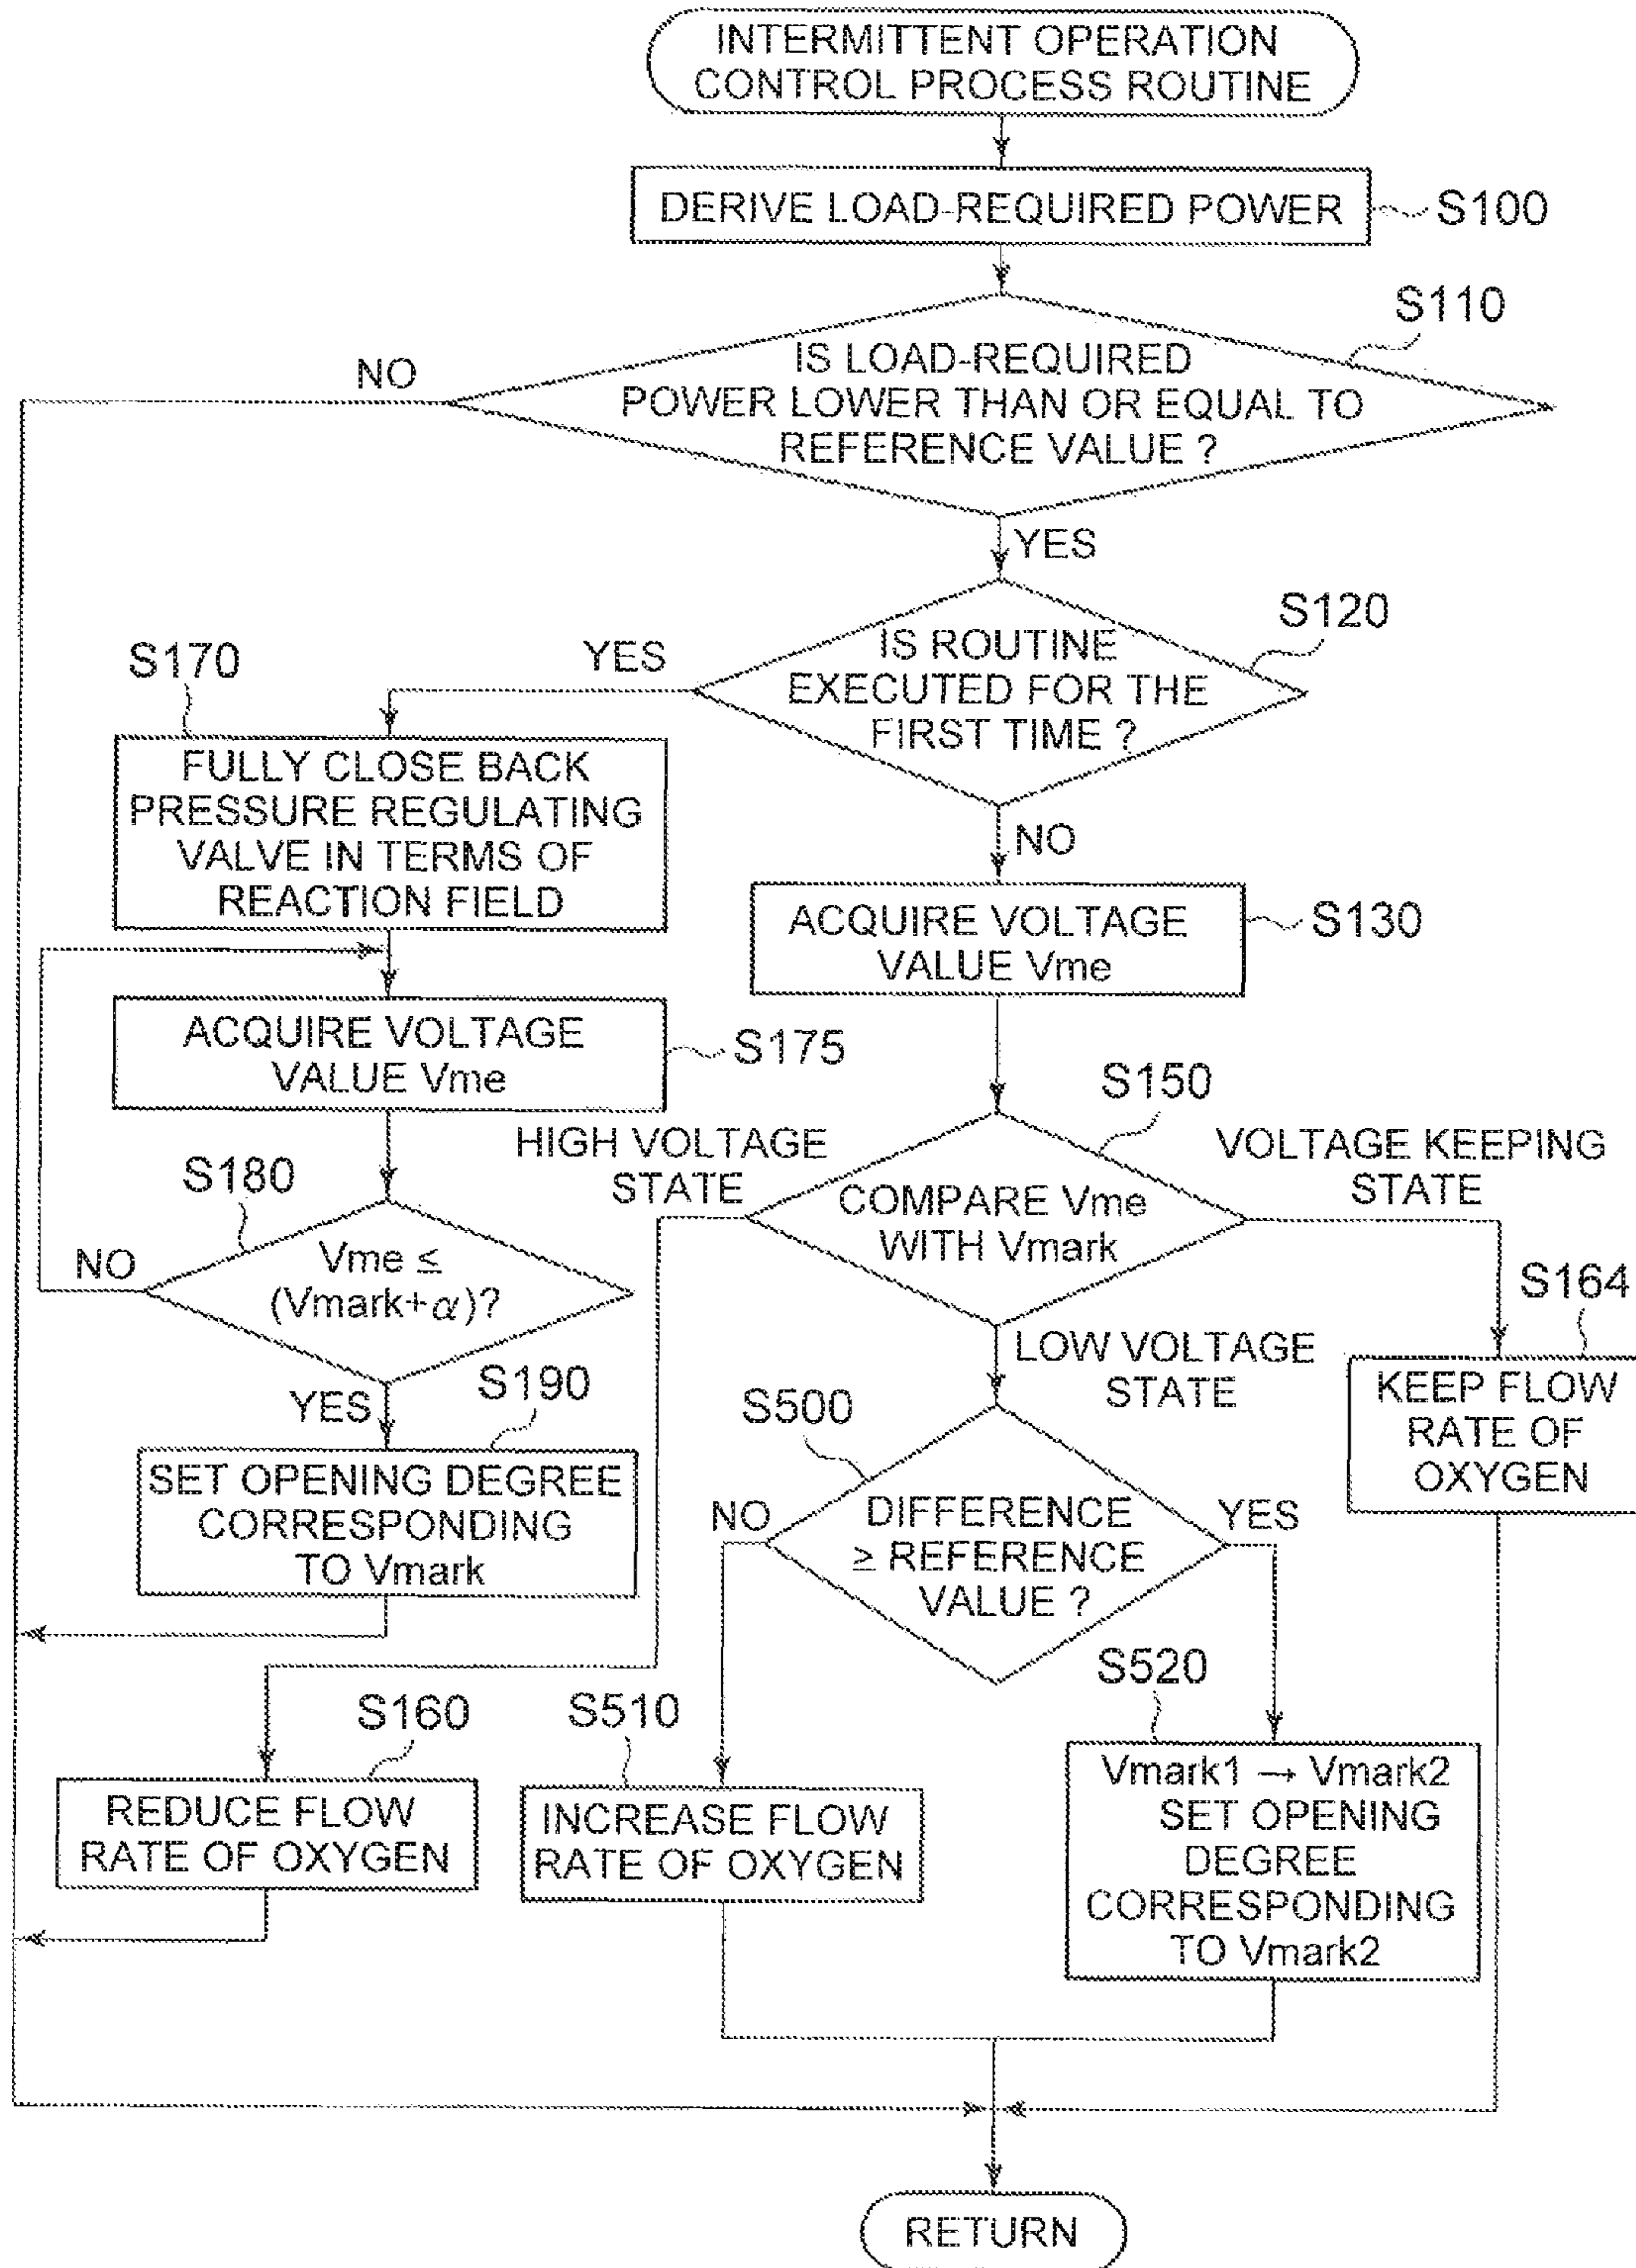 INTERMITTENT OPERATION
CONTROL PROCESS ROUTINE
DERIVE LOAD-REQUIRED POWER
S100
S110
IS LOAD-REQUIRED
POWER LOWER THAN OR EQUAL TO
REFERENCE VALUE ?
NO
YES
S120
IS ROUTINE
EXECUTED FOR THE
FIRST TIME ?
YES
NO
S170
FULLY CLOSE BACK
PRESSURE REGULATING
VALVE IN TERMS OF
REACTION FIELD
ACQUIRE VOLTAGE
VALUE Vme
S130
ACQUIRE VOLTAGE
VALUE Vme
S175
S150
HIGH VOLTAGE
STATE
COMPARE Vme
WITH Vmark
VOLTAGE KEEPING
STATE
S180
NO
Vme ≤
(Vmark+α)?
YES
LOW VOLTAGE
STATE
S164
KEEP FLOW
RATE OF
OXYGEN
S190
SET OPENING DEGREE
CORRESPONDING
TO Vmark
S500
NO
DIFFERENCE
≥ REFERENCE
VALUE ?
YES
S160
REDUCE FLOW
RATE OF OXYGEN
S510
INCREASE FLOW
RATE OF OXYGEN
S520
Vmark1 → Vmark2
SET OPENING
DEGREE
CORRESPONDING
TO Vmark2
RETURN